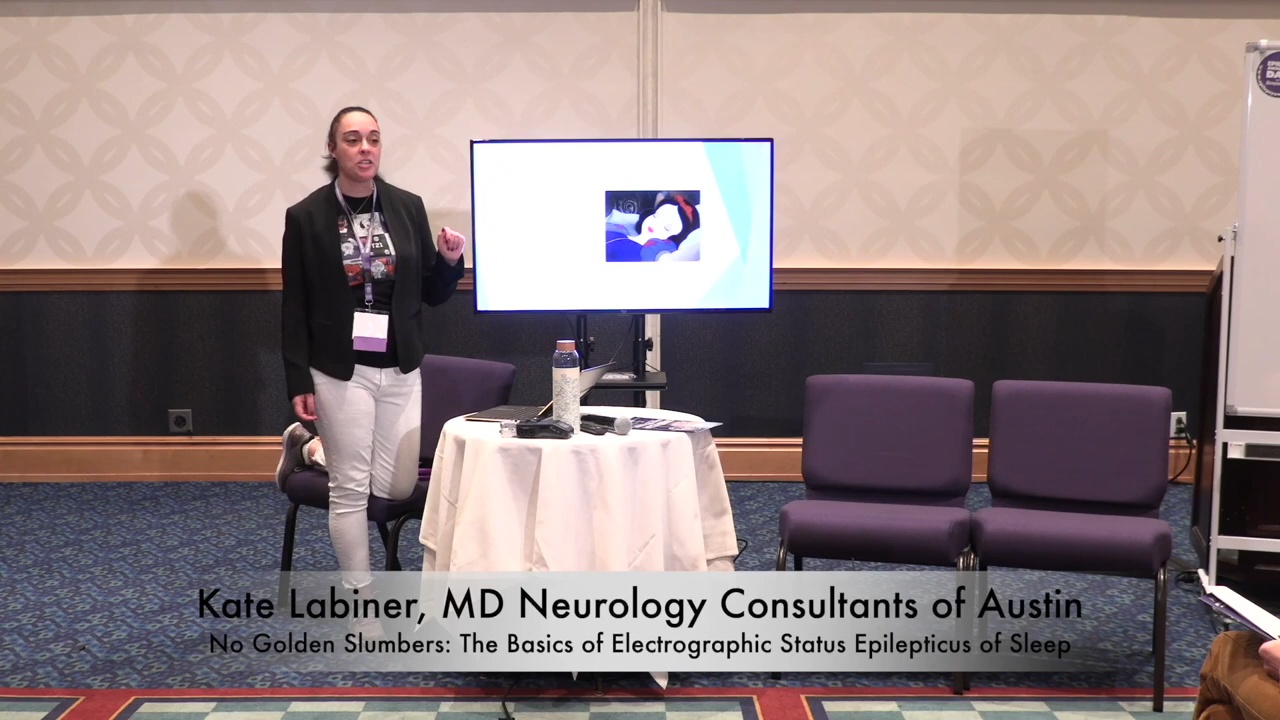 Kate Labiner, MD Neurology Consultants of Austin
No Golden Slumbers: The Basics of Electrographic Status Epilepticus of Sleep